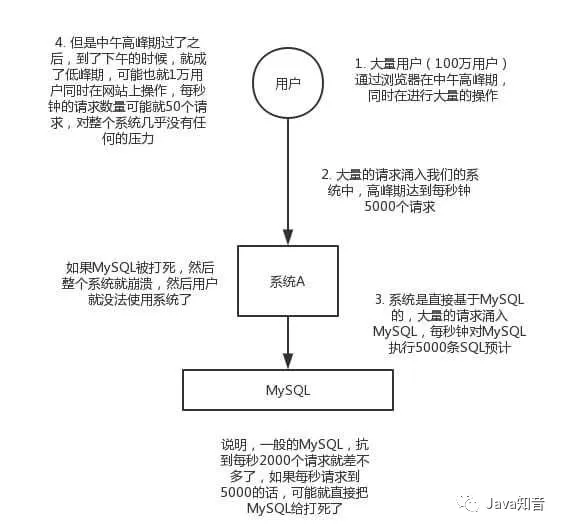 4. 但是中午高峰期过了之
后，到了下午的时候，就成
了低峰期，可能也就1万用
户同时在网站上操作，每秒
钟的请求数量可能就50个请
求，对整个系统几乎没有任
何的压力
用户
1. 大量用户（100万用户）
通过浏览器在中午高峰期，
同时在进行大量的操作
2. 大量的请求涌入我们的系
统中，高峰期达到每秒钟
5000个请求
如果MySQL被打死，然后
整个系统就崩溃，然后用户
就没法使用系统了
系统A
3. 系统是直接基于MySQL
的，大量的请求涌入
MySQL，每秒钟对MySQL
执行5000条SQL预计
MySQL
说明，一般的MySQL，抗
到每秒2000个请求就差不
多了，如果每秒请求到
5000的话，可能就直接把
MySQL给打死了
Java知音